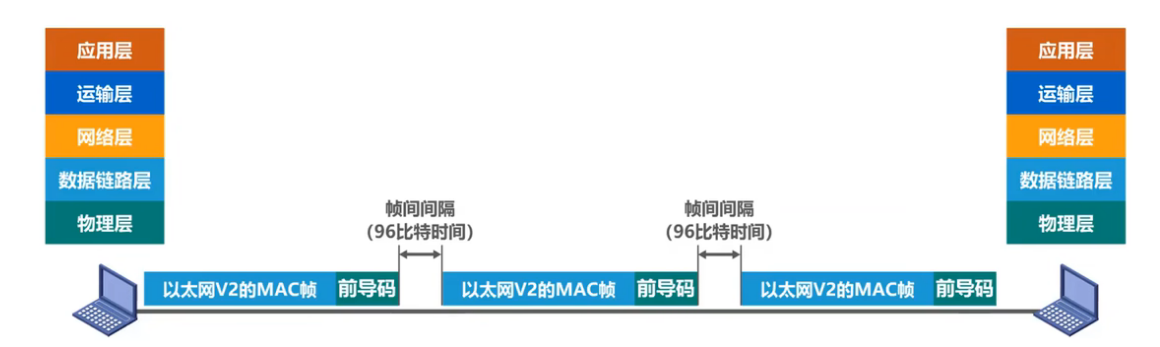 应用层
运输层
网络层
数据链路层
物理层
应用层
运输层
网络层
数据链路层
物理层
帧间间隔
(96比特时间)
帧间间隔
(96比特时间)
以太网V2的MAC帧 前导码 以太网V2的MAC帧 前导码 以太网V2的MAC帧 前导码